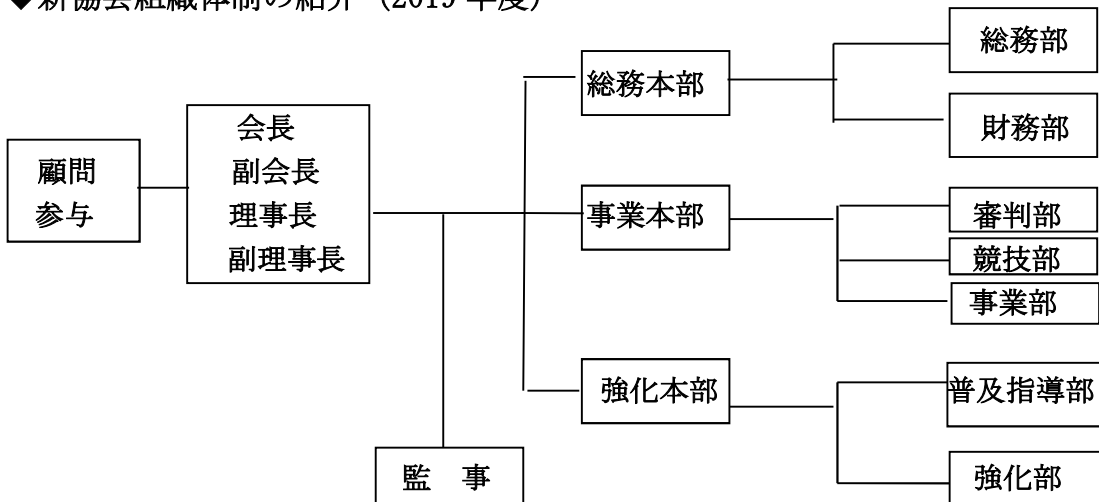 ◆新協会組織体制の紹介 (2019 年度)
顧問
参与
会長
副会長
理事長
副理事長
監　事
総務本部
総務部
財務部
事業本部
審判部
競技部
事業部
強化本部
普及指導部
強化部